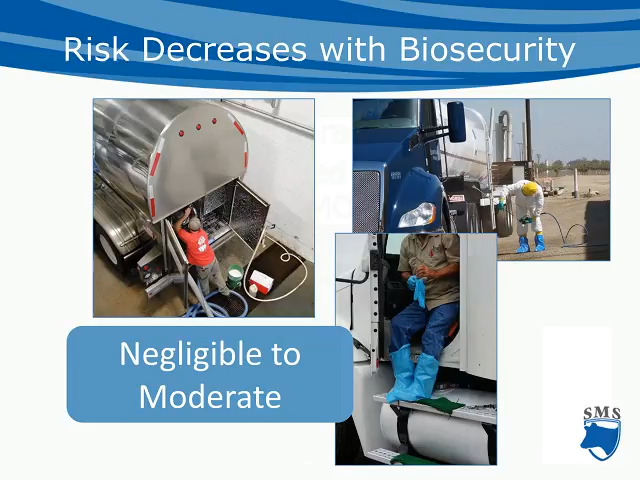 Risk Decreases with Biosecurity
Negligible to
Moderate
SMS